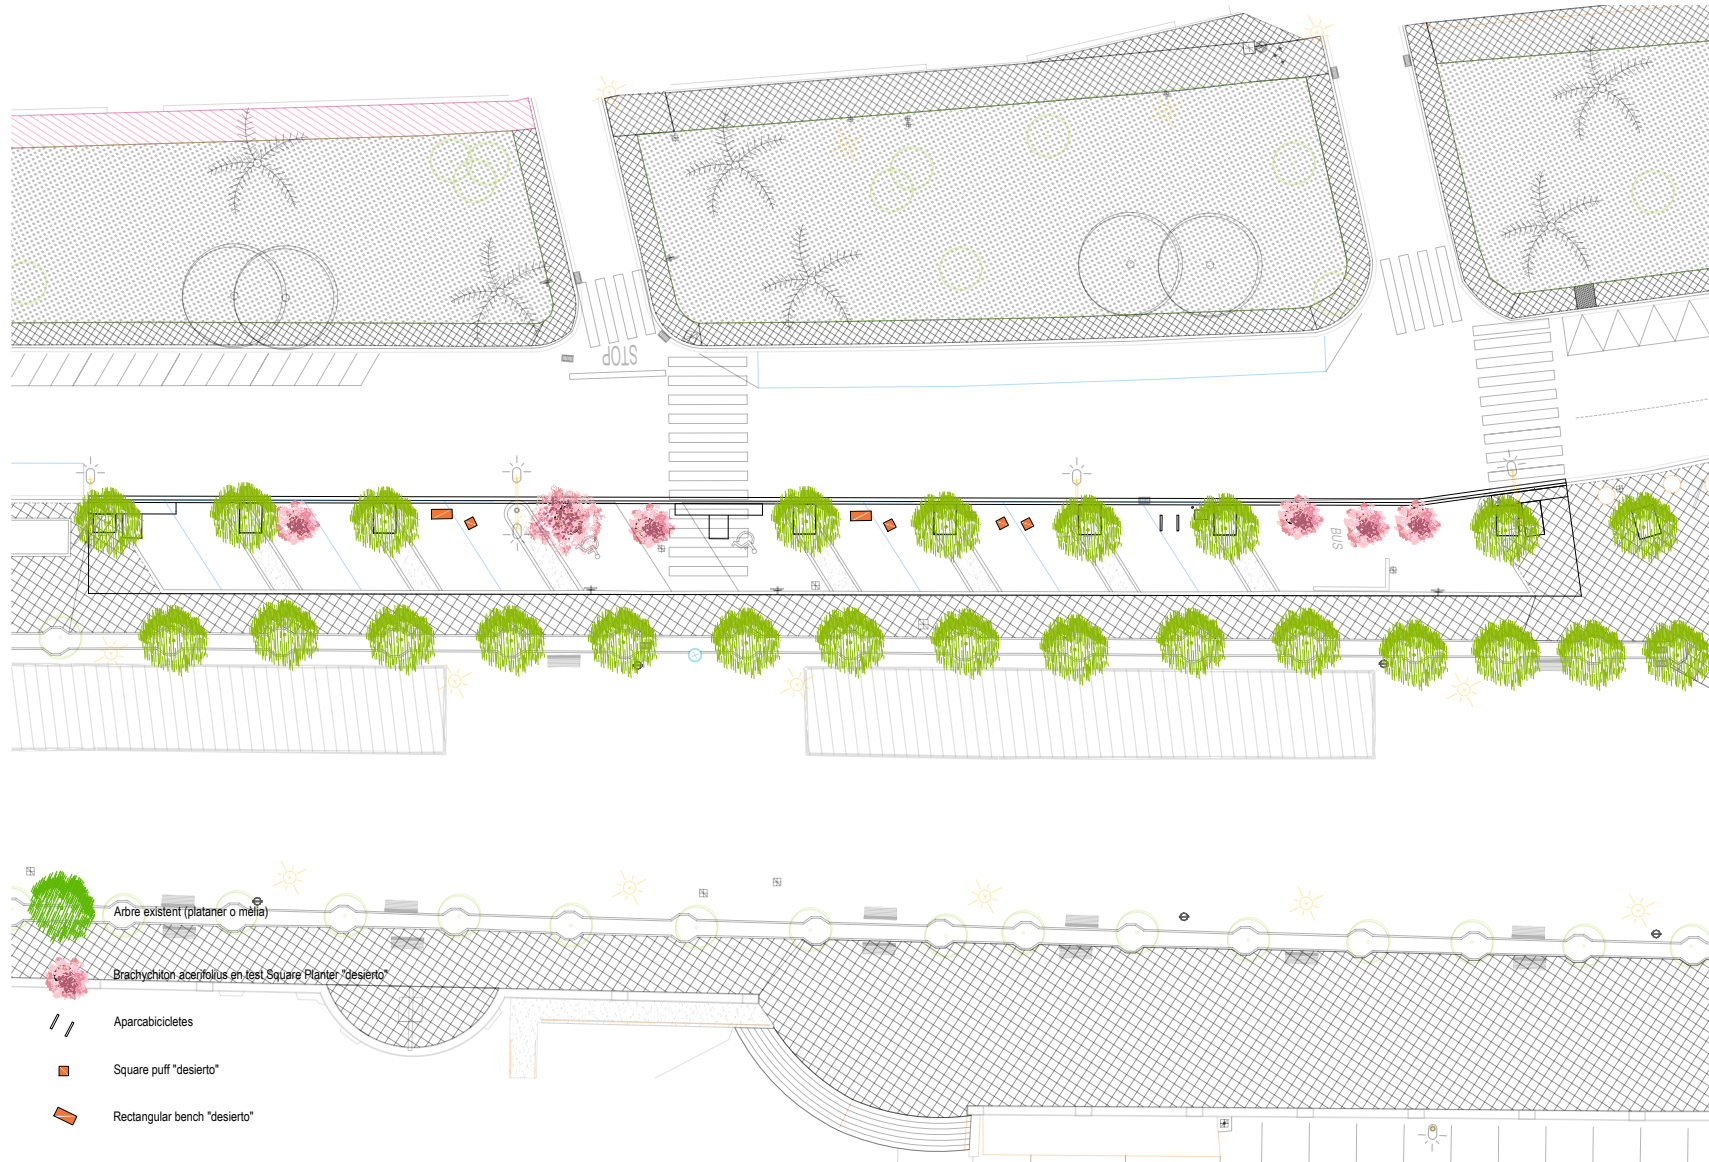 STOP
BUS
Arbre existent (plataner o mèlia)
Brachychiton acerifolius en test Square Planter "desierto"
Aparcabicicletes
Square puff "desierto"
Rectangular bench "desierto"